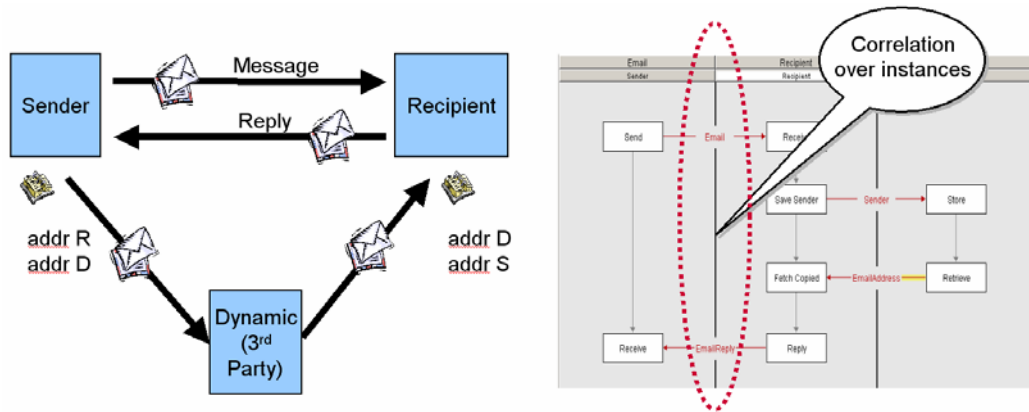 Message
Sender
Recipient
Reply
addr R
addr D
addr D
addr S
Dynamic
(3rd
Party)
Correlation
over instances
Email
Recipient
Sender
Recipient
Send
Email
Save Sender
Sender
Store
Fetch Copied
EmailAddress
Retrieve
Receive
EmailReply
Reply